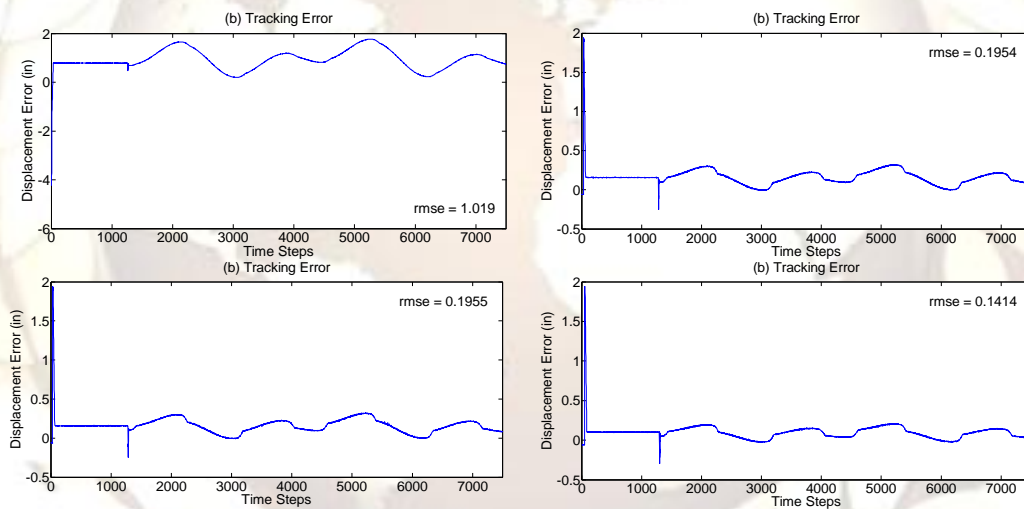 (b) Tracking Error
2
0
-2
-4
-6
Displacement Error (in)
rmse = 1.019
0 1000 2000 3000 4000 5000 6000 7000
Time Steps
(b) Tracking Error
2
1.5
1
0.5
0
-0.5
Displacement Error (in)
rmse = 0.1954
0 1000 2000 3000 4000 5000 6000 7000
Time Steps
(b) Tracking Error
2
1.5
1
0.5
0
-0.5
Displacement Error (in)
rmse = 0.1955
0 1000 2000 3000 4000 5000 6000 7000
Time Steps
(b) Tracking Error
2
1.5
1
0.5
0
-0.5
Displacement Error (in)
rmse = 0.1414
0 1000 2000 3000 4000 5000 6000 7000
Time Steps